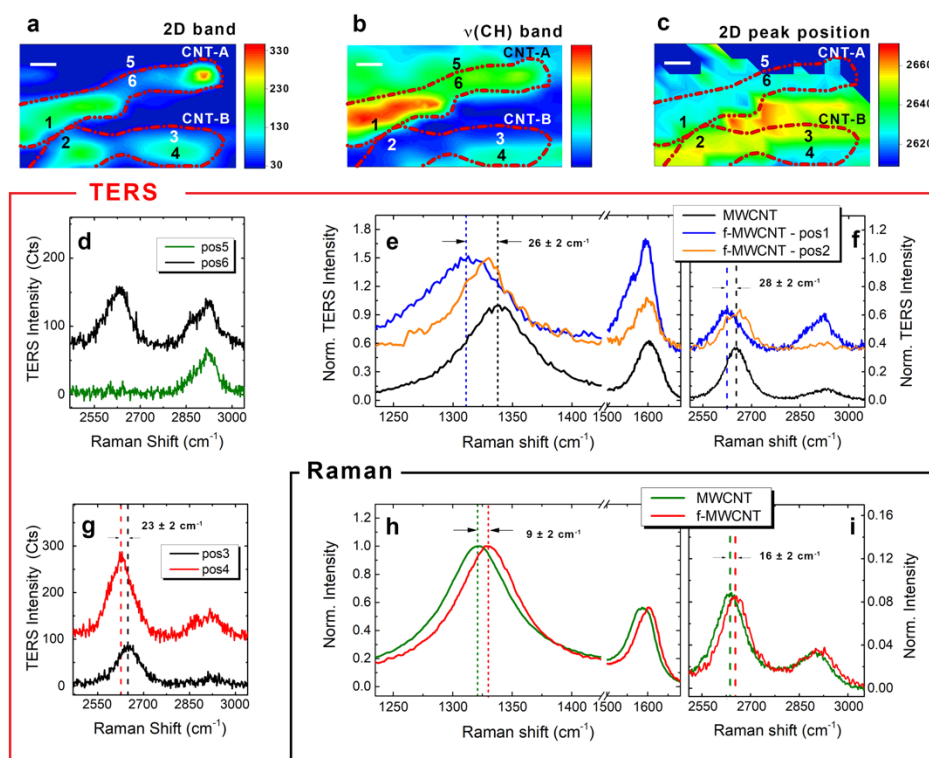 a 2D band
CNT-A
5
6
1
2
CNT-B
3
4
330
230
130
30
b ν(CH) band
CNT-A
5
6
1
2
CNT-B
3
4
c 2D peak position
CNT-A
5
6
1
2
CNT-B
3
4
2660
2640
2620
TERS
d
pos5
pos6
TERS Intensity (Cts)
200
100
0
2550 2700 2850 3000
Raman Shift (cm⁻¹)
e
26 ± 2 cm⁻¹
Norm. TERS Intensity
1.8
1.5
1.2
0.9
0.6
0.3
0.0
1250 1300 1350 1400 1500 1600
Raman shift (cm⁻¹)
MWCNT
f-MWCNT - pos1
f-MWCNT - pos2
f
28 ± 2 cm⁻¹
1.2
1.0
0.8
0.6
0.4
0.2
0.0
Norm. TERS Intensity
2550 2700 2850 3000
Raman shift (cm⁻¹)
g
23 ± 2 cm⁻¹
pos3
pos4
TERS Intensity (Cts)
300
200
100
0
2550 2700 2850 3000
Raman Shift (cm⁻¹)
Raman
h
9 ± 2 cm⁻¹
Norm. Intensity
1.2
1.0
0.8
0.6
0.4
0.2
0.0
1250 1300 1350 1400 1500 1600
Raman Shift (cm⁻¹)
MWCNT
f-MWCNT
i
16 ± 2 cm⁻¹
0.16
0.12
0.08
0.04
0.00
Norm. Intensity
2550 2700 2850 3000
Raman Shift (cm⁻¹)